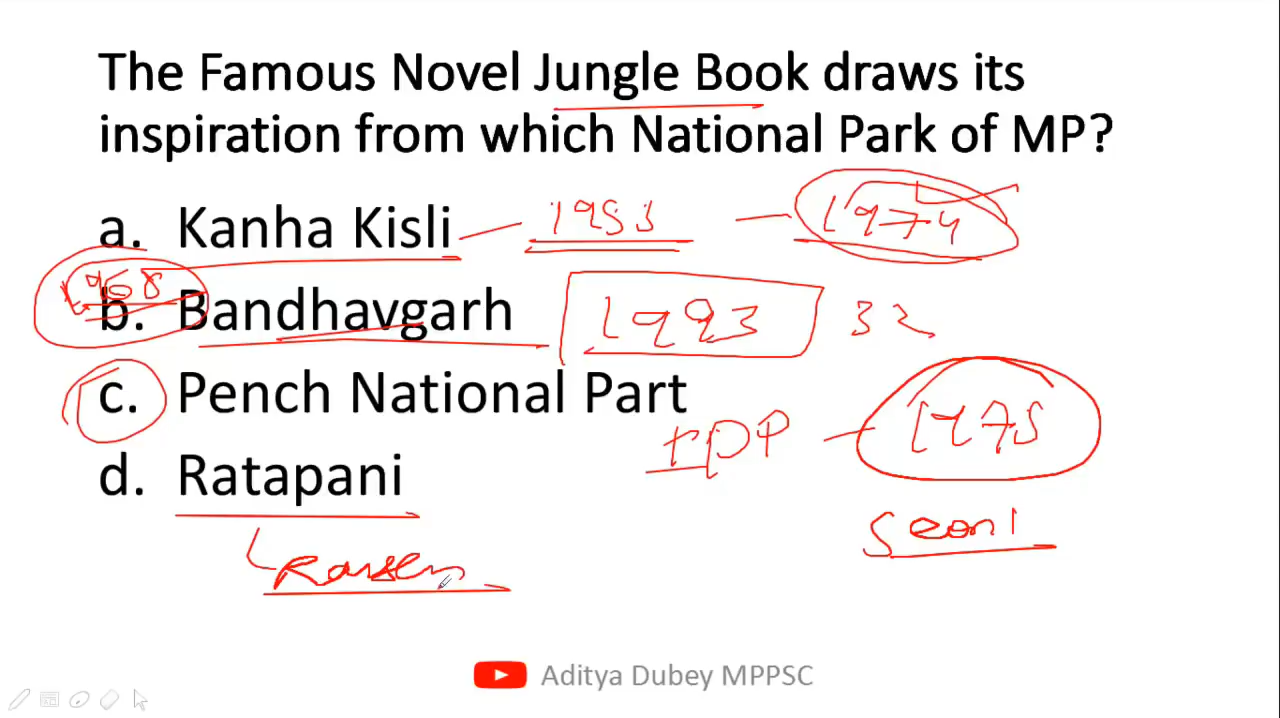 The Famous Novel Jungle Book draws its
inspiration from which National Park of MP?
a. Kanha Kisli 1955 1974
1968
b. Bandhavgarh 1993 32
c. Pench National Part
IPP 1975
d. Ratapani
Seoni
Raisen
Aditya Dubey MPPSC